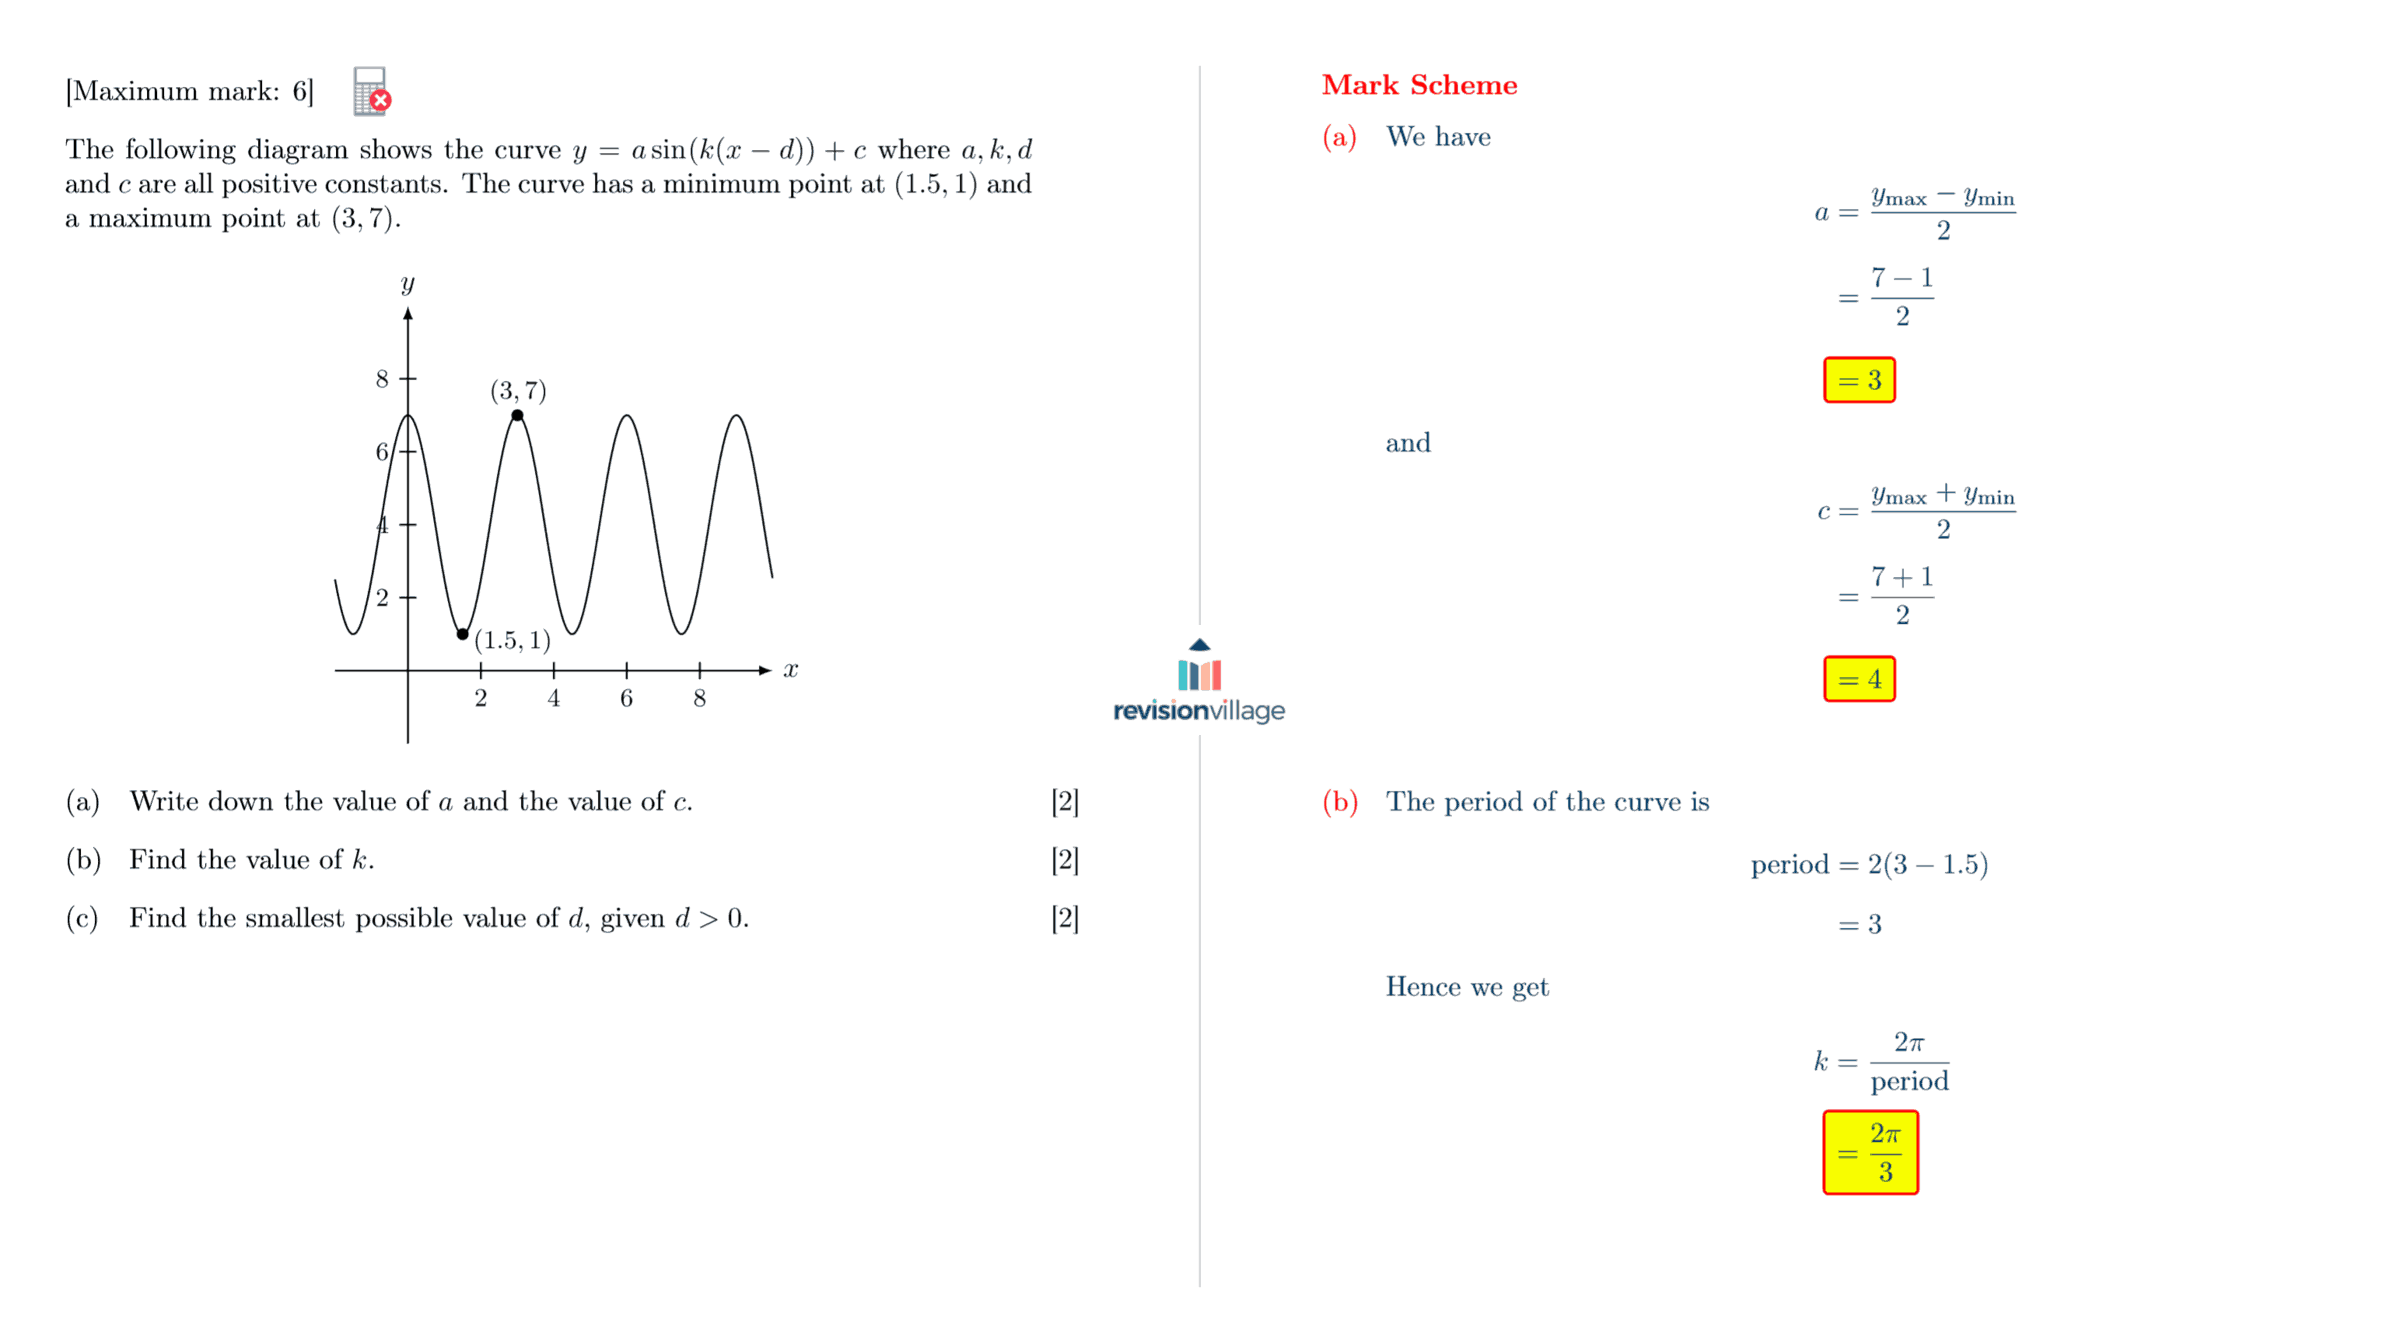 [Maximum mark: 6]
The following diagram shows the curve y = a sin(k(x − d)) + c where a, k, d
and c are all positive constants. The curve has a minimum point at (1.5, 1) and
a maximum point at (3, 7).
y
8
(3, 7)
6
4
2
(1.5, 1)
x
2 4 6 8
(a) Write down the value of a and the value of c. [2]
(b) Find the value of k. [2]
(c) Find the smallest possible value of d, given d > 0. [2]
revisionvillage
Mark Scheme
(a) We have
a = \frac{y_{max} − y_{min}}{2}
= \frac{7 − 1}{2}
= 3
and
c = \frac{y_{max} + y_{min}}{2}
= \frac{7 + 1}{2}
= 4
(b) The period of the curve is
period = 2(3 − 1.5)
= 3
Hence we get
k = \frac{2π}{period}
= \frac{2π}{3}